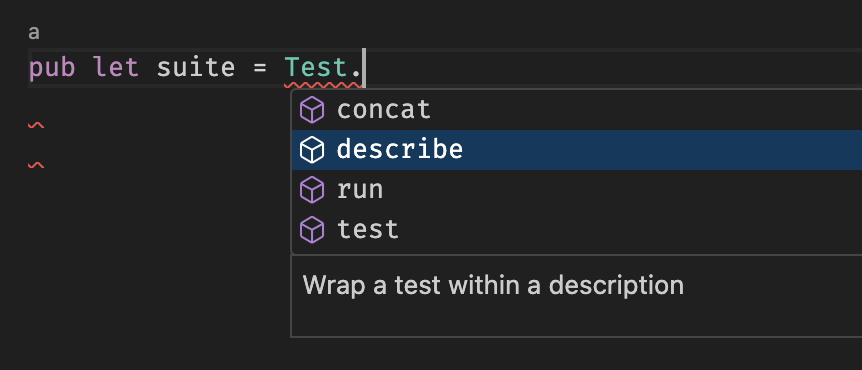 a
pub let suite = Test.
concat
describe
run
test
Wrap a test within a description